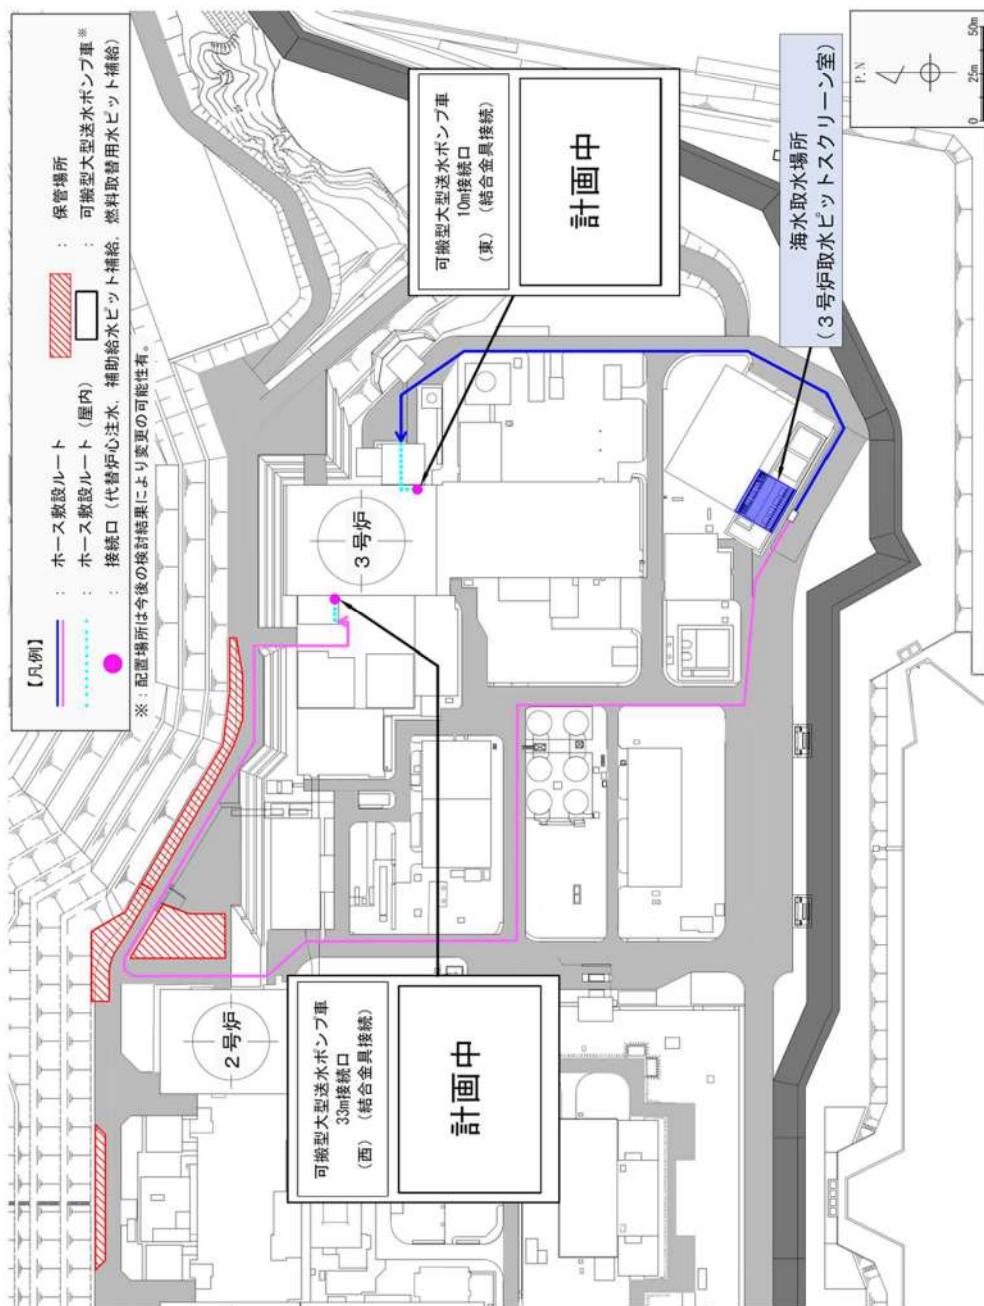 【凡例】
： ホース敷設ルート
： 保管場所
： ホース敷設ルート（屋内）
： 可搬型大型送水ポンプ車※
： 接続口（代替炉心注水，補助給水ピット補給，燃料取替用水ピット補給）
※：配置場所は今後の検討結果により変更の可能性有。
P.N
0 25m 50m
可搬型大型送水ポンプ車
10m接続口
（東）（結合金具接続）
計画中
海水取水場所
（３号炉取水ピットスクリーン室）
３号炉
２号炉
可搬型大型送水ポンプ車
33m接続口
（西）（結合金具接続）
計画中